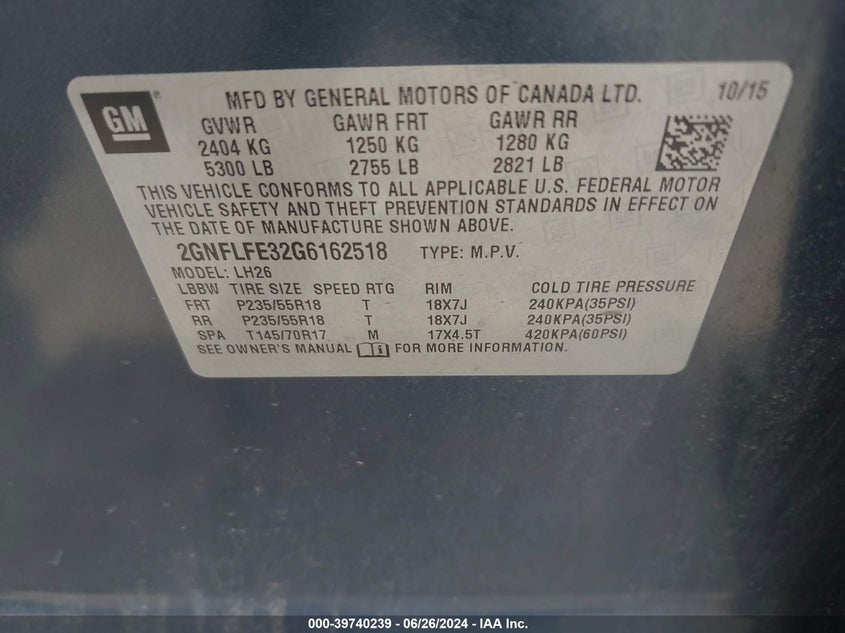 GM® MFD BY GENERAL MOTORS OF CANADA LTD. 10/15
GVWR GAWR FRT GAWR RR
2404 KG 1250 KG 1280 KG
5300 LB 2755 LB 2821 LB
THIS VEHICLE CONFORMS TO ALL APPLICABLE U.S. FEDERAL MOTOR
VEHICLE SAFETY AND THEFT PREVENTION STANDARDS IN EFFECT ON
THE DATE OF MANUFACTURE SHOWN ABOVE.
2GNFLFE32G6162518 TYPE: M.P.V.
MODEL: LH26
LBBW TIRE SIZE SPEED RTG RIM COLD TIRE PRESSURE
FRT P235/55R18 T 18X7J 240KPA(35PSI)
RR P235/55R18 T 18X7J 240KPA(35PSI)
SPA T145/70R17 M 17X4.5T 420KPA(60PSI)
SEE OWNER'S MANUAL FOR MORE INFORMATION.
000-39740239 - 06/26/2024 - IAA Inc.